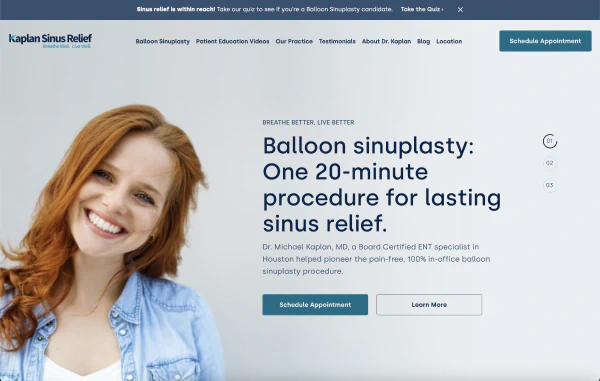 Sinus relief is within reach! Take our quiz to see if you're a Balloon Sinuplasty candidate. Take the Quiz ›
Kaplan Sinus Relief
Breathe Well. Live Well.
Balloon Sinuplasty Patient Education Videos Our Practice Testimonials About Dr. Kaplan Blog Location
Schedule Appointment
BREATHE BETTER, LIVE BETTER
Balloon sinuplasty:
One 20-minute
procedure for lasting
sinus relief.
01
02
03
Dr. Michael Kaplan, MD, a Board Certified ENT specialist in
Houston helped pioneer the pain-free, 100% in-office balloon
sinuplasty procedure.
Schedule Appointment
Learn More